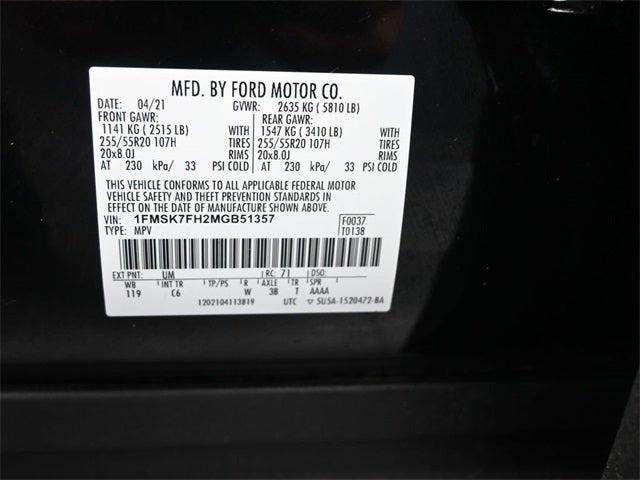 MFD. BY FORD MOTOR CO.
DATE: 04/21 GVWR: 2635 KG ( 5810 LB)
FRONT GAWR: REAR GAWR:
1141 KG ( 2515 LB) WITH 1547 KG ( 3410 LB) WITH
255/55R20 107H TIRES 255/55R20 107H TIRES
20x8.0J RIMS 20x8.0J RIMS
AT 230 kPa/ 33 PSI COLD AT 230 kPa/ 33 PSI COLD
THIS VEHICLE CONFORMS TO ALL APPLICABLE FEDERAL MOTOR
VEHICLE SAFETY AND THEFT PREVENTION STANDARDS IN
EFFECT ON THE DATE OF MANUFACTURE SHOWN ABOVE.
VIN: 1FMSK7FH2MGB51357 F0037
TYPE: MPV T0138
EXT PNT: UM RC: 71 DSO:
WB INT TR TP/PS R AXLE TR SPR
119 C6 W 3B T AAAA
1202104113819 UTC ▽ SU5A-1520472-BA